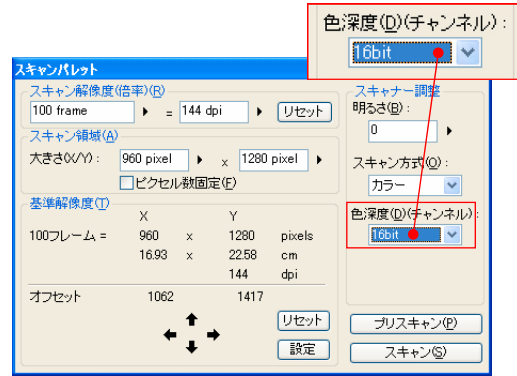 色深度(D)(チャンネル):
16bit
スキャンパレット
スキャン解像度(倍率)(R)
100 frame
=
144 dpi
リセット
スキャン領域(A)
大きさ(X/Y):
960 pixel
x
1280 pixel
ピクセル数固定(F)
基準解像度(T)
X
Y
100フレーム =
960
x
1280
pixels
16.93
x
22.58
cm
144
dpi
オフセット
1062
1417
リセット
設定
スキャナー調整
明るさ(B):
0
スキャン方式(O):
カラー
色深度(D)(チャンネル):
16bit
プリスキャン(P)
スキャン(S)